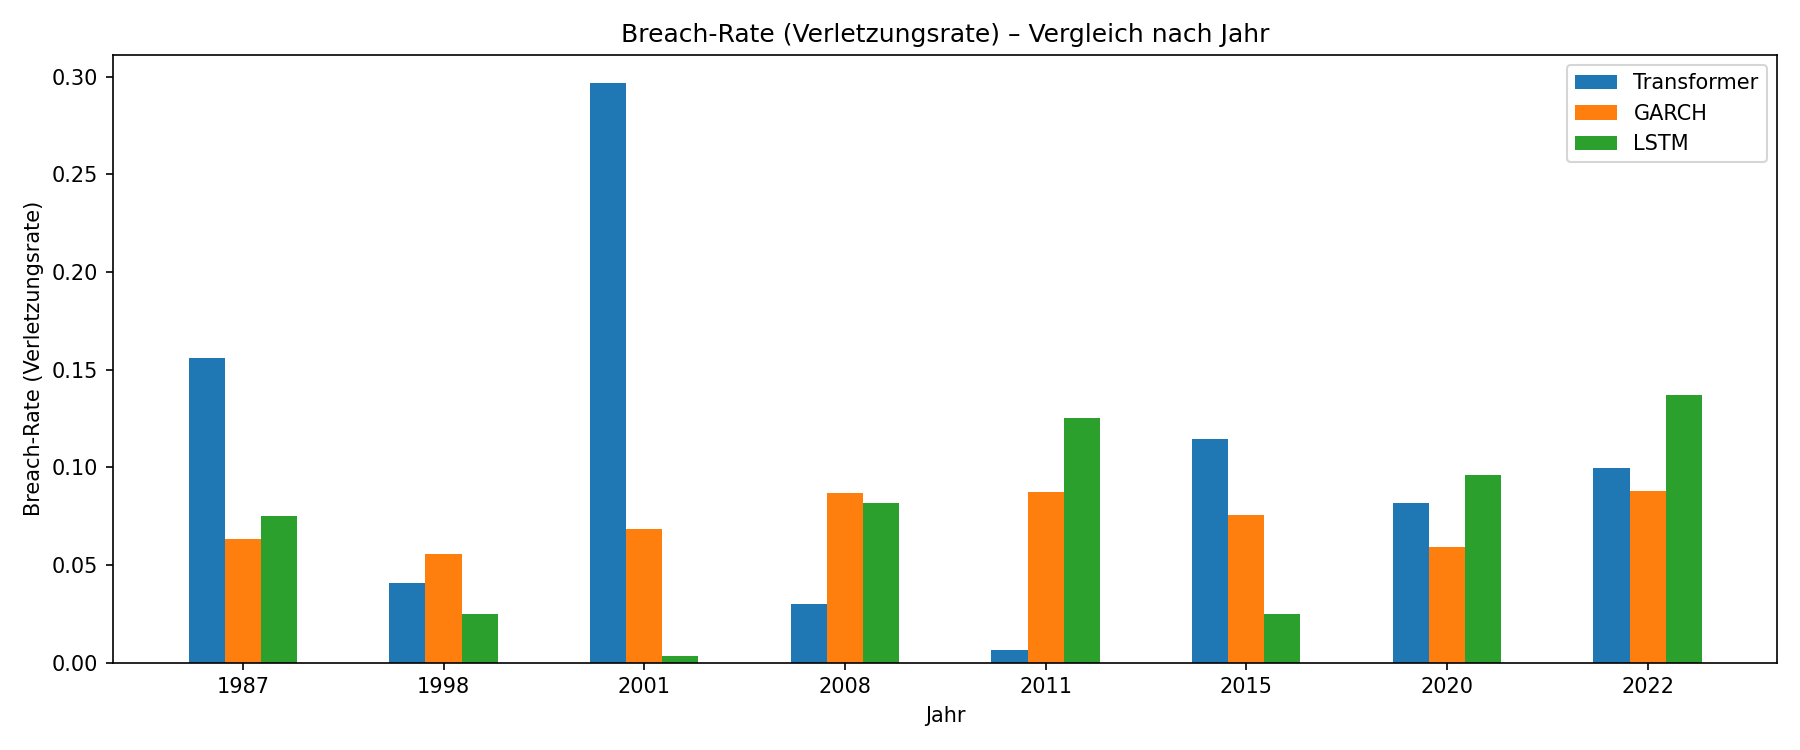 Breach-Rate (Verletzungsrate) – Vergleich nach Jahr
Transformer
GARCH
LSTM
Breach-Rate (Verletzungsrate)
0.30
0.25
0.20
0.15
0.10
0.05
0.00
1987 1998 2001 2008 2011 2015 2020 2022
Jahr